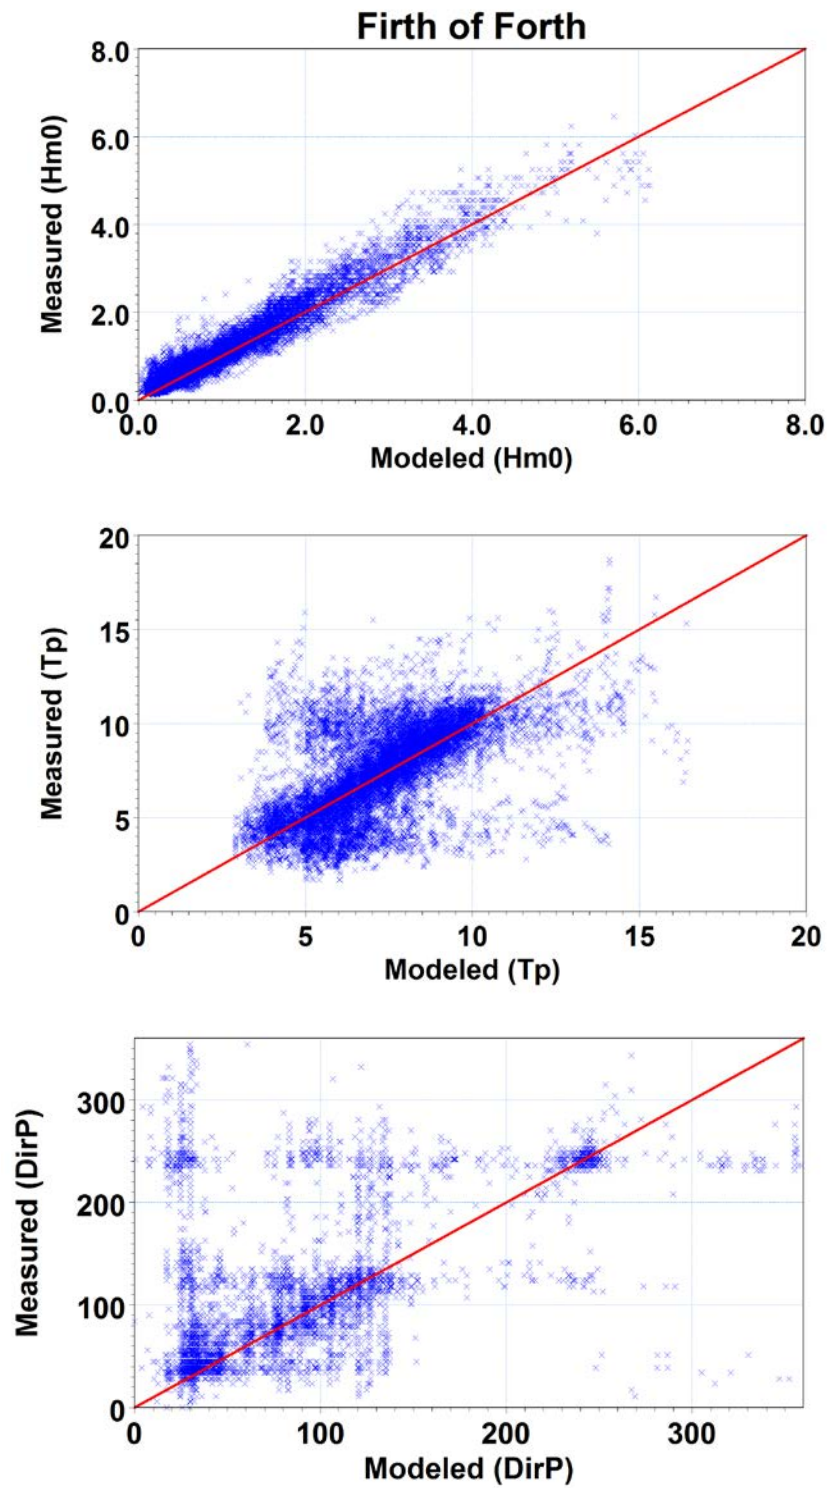 Firth of Forth
8.0
6.0
4.0
2.0
0.0
Measured (Hm0)
0.0 2.0 4.0 6.0 8.0
Modeled (Hm0)
20
15
10
5
0
Measured (Tp)
0 5 10 15 20
Modeled (Tp)
300
200
100
0
Measured (DirP)
0 100 200 300
Modeled (DirP)